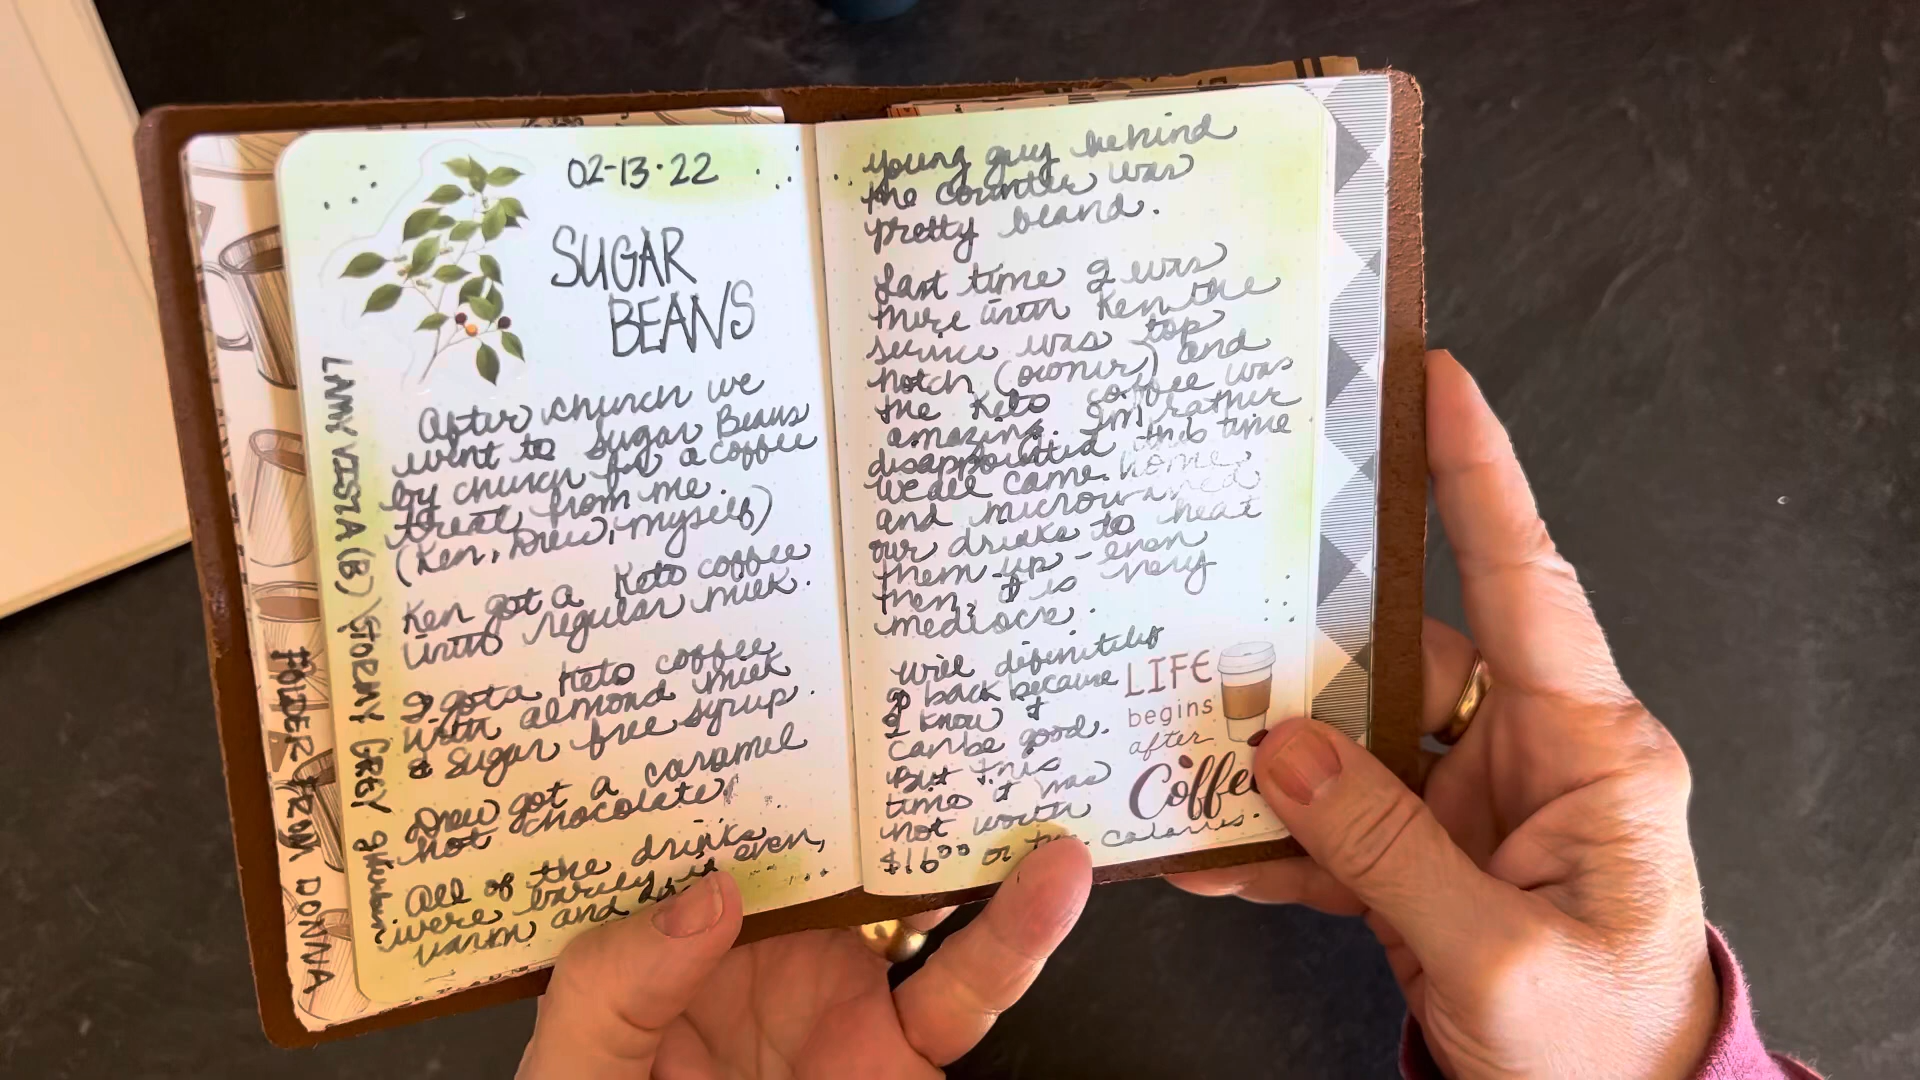 02-13.22
SUGAR
BEANS
After church we
went to Sugar Beans
by church for a coffee
treat, from me.
(Ken, Drew, myself)
Ken got a Keto coffee
with regular milk.
I got a Keto coffee
with almond milk
& Sugar free syrup.
Drew got a caramel
hot chocolate!
All of the drinks
were barely even,
warm and
LAMY VISTA (B) \ STORMY GREY
FOLDER FROM DONNA
young guy behind
the counter was
pretty bland.
Last time I was
there with Ken the
service was top
notch (owner) and
the Keto coffee was
amazing. I'm rather
disappointed this time
we all came home
and microwaved
our drinks to heat
them up - even
then, it is very
mediocre.
Will definitely
go back because
I know it
can be good.
But this
time it was
not worth
$16⁰⁰ or the calories.
LIFE
begins
after
Coffee